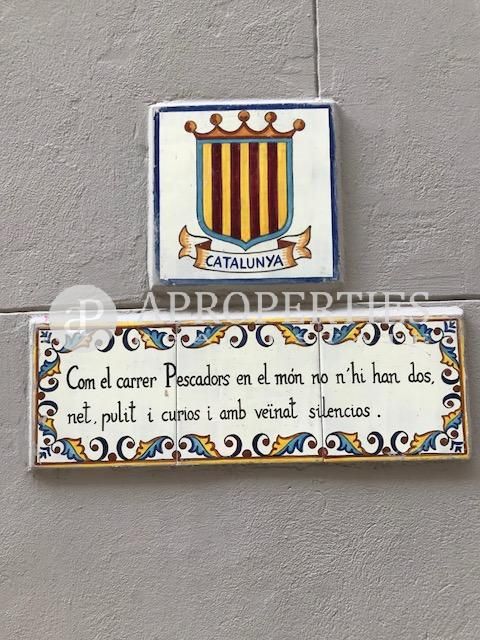 CATALUNYA
aP APROPERTIES
Com el carrer Pescadors en el món no n'hi han dos,
net, pulit i curios i amb veïnat silencios.